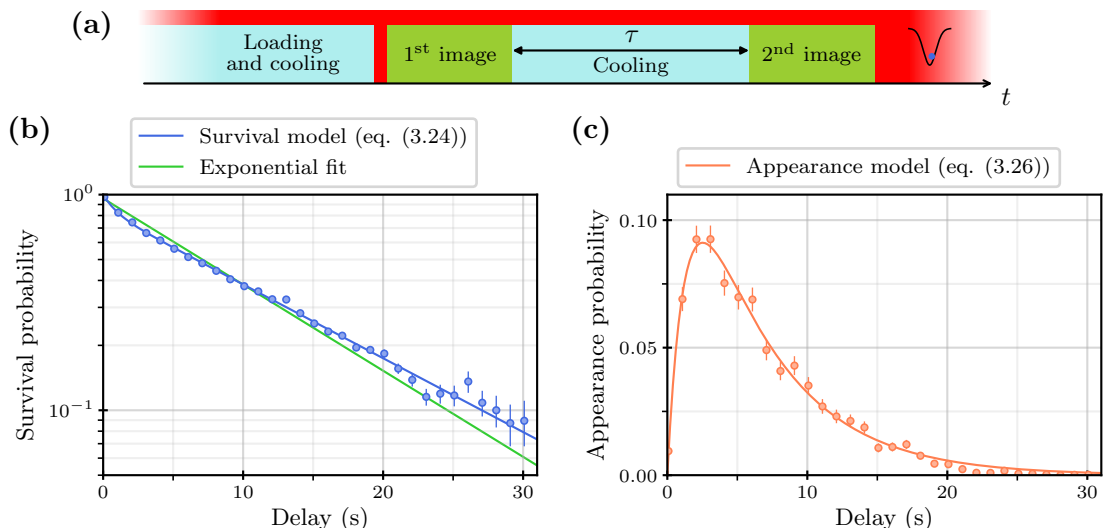 (a)
Loading
and cooling
1st image
τ
Cooling
2nd image
t
(b)
Survival model (eq. (3.24))
Exponential fit
Survival probability
10^0
10^−1
0
10
20
30
Delay (s)
(c)
Appearance model (eq. (3.26))
Appearance probability
0.10
0.05
0.00
0
10
20
30
Delay (s)